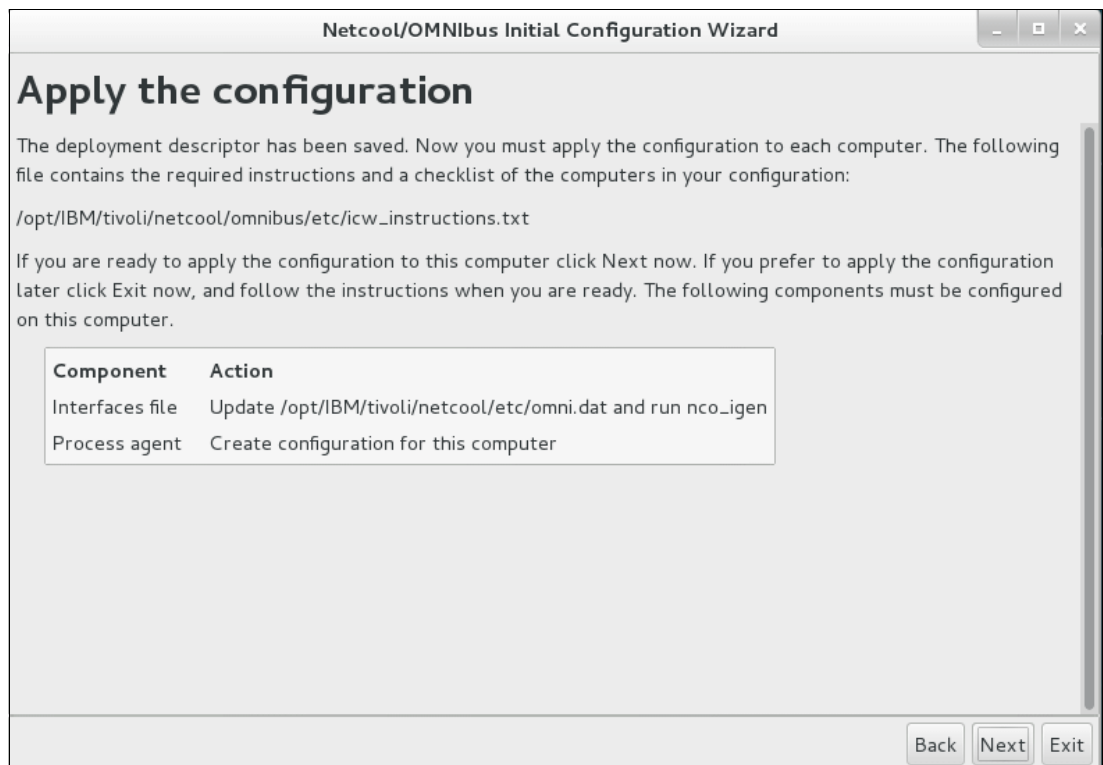 Netcool/OMNIbus Initial Configuration Wizard
Apply the configuration
The deployment descriptor has been saved. Now you must apply the configuration to each computer. The following
file contains the required instructions and a checklist of the computers in your configuration:
/opt/IBM/tivoli/netcool/omnibus/etc/icw_instructions.txt
If you are ready to apply the configuration to this computer click Next now. If you prefer to apply the configuration
later click Exit now, and follow the instructions when you are ready. The following components must be configured
on this computer.
Component Action
Interfaces file Update /opt/IBM/tivoli/netcool/etc/omni.dat and run nco_igen
Process agent Create configuration for this computer
Back Next Exit